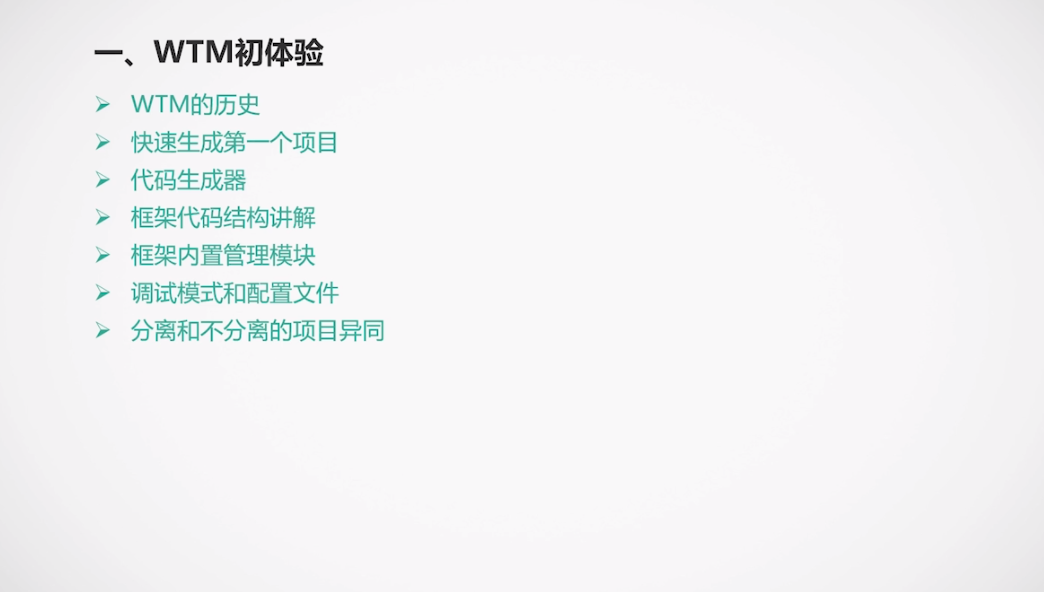 一、WTM初体验
➢ WTM的历史
➢ 快速生成第一个项目
➢ 代码生成器
➢ 框架代码结构讲解
➢ 框架内置管理模块
➢ 调试模式和配置文件
➢ 分离和不分离的项目异同